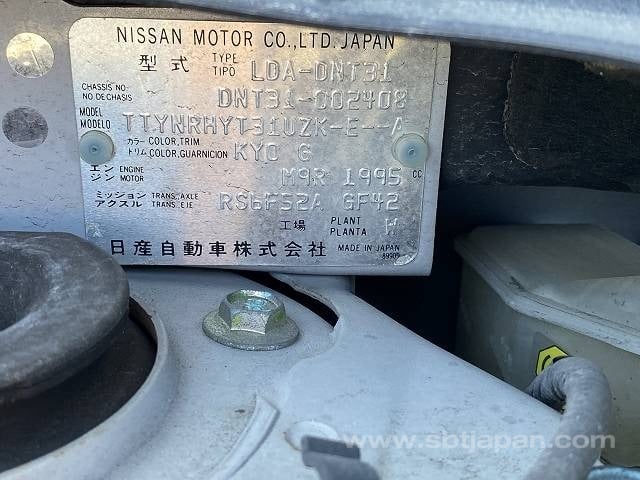 NISSAN MOTOR CO.,LTD. JAPAN
型式 TYPE TIPO LDA-DNT31
CHASSIS NO. NO DE CHASIS DNT31-002408
MODEL MODELO TTYNRHYT31UZK-E--A
カラー COLOR,TRIM
トリム COLOR,GUARNICION KYO G
エン ENGINE
ジン MOTOR M9R 1995 CC
ミッション TRANS., AXLE
アクスル TRANS., EJE RS6F52A GF42
工場 PLANT PLANTA W
日産自動車株式会社 MADE IN JAPAN
www.sbtjapan.com